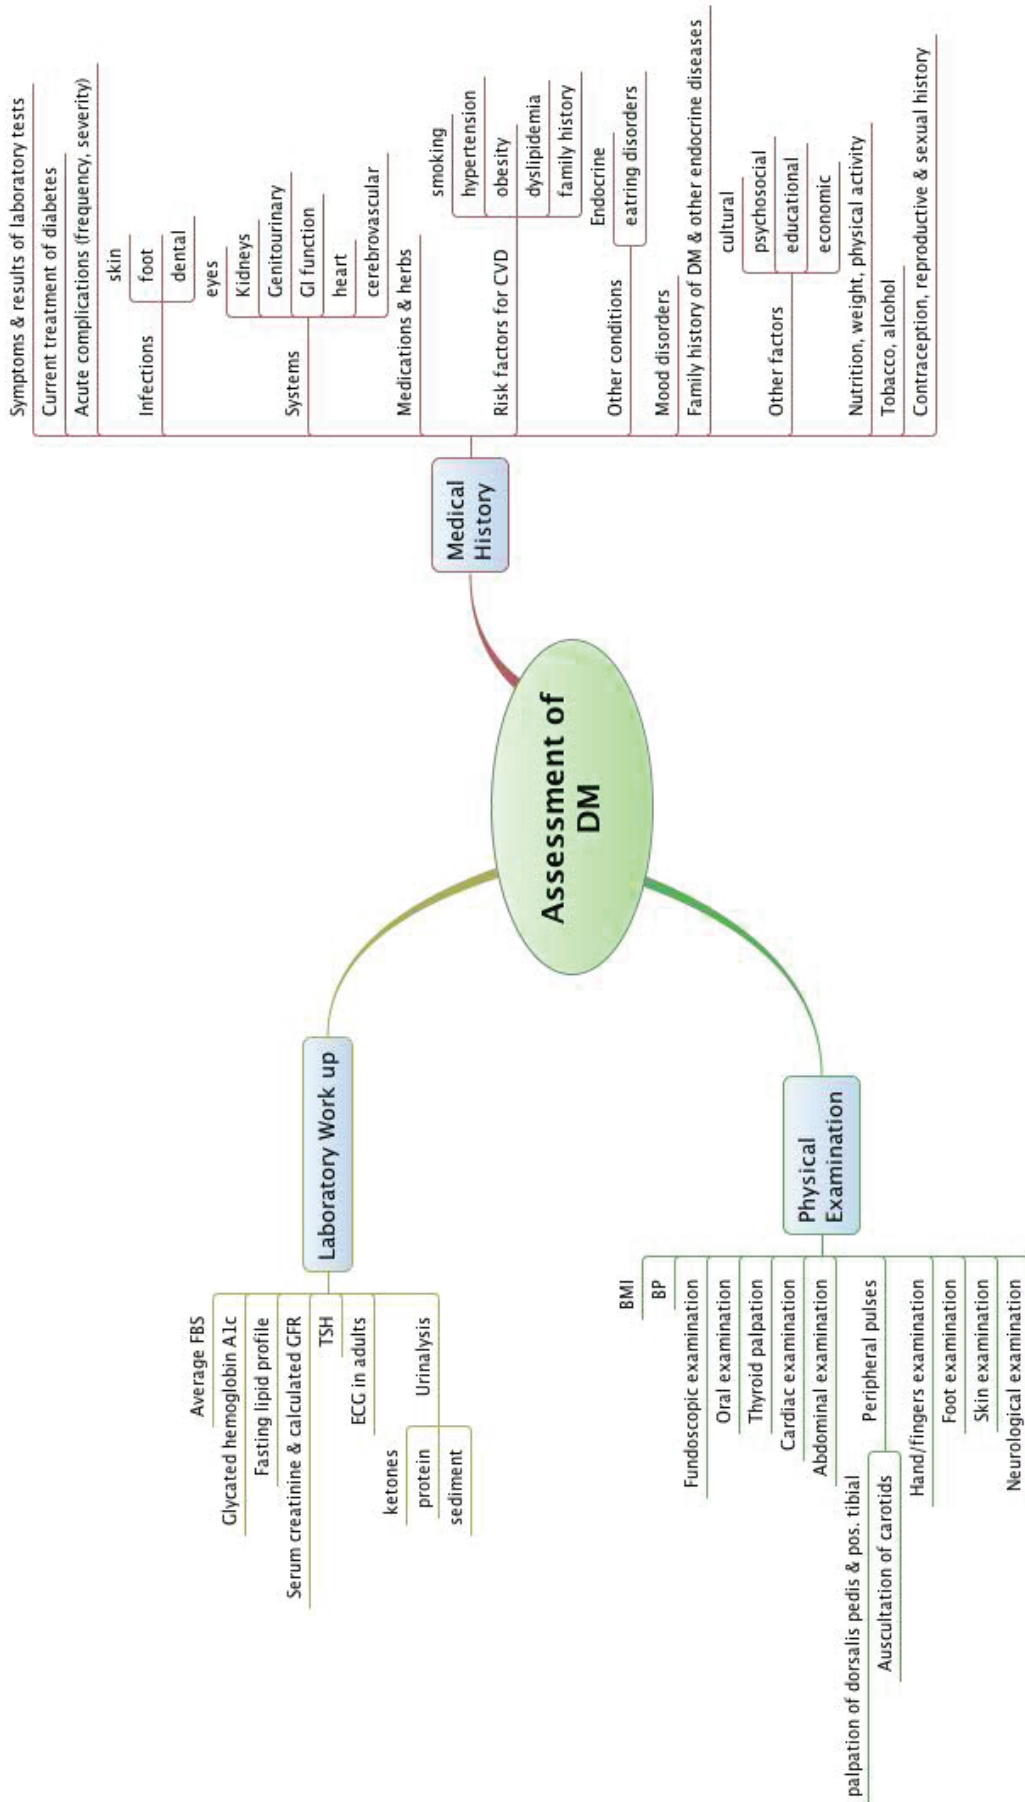 Assessment of
DM
Medical
History
Symptoms & results of laboratory tests
Current treatment of diabetes
Acute complications (frequency, severity)
Infections
skin
foot
dental
Systems
eyes
Kidneys
Genitourinary
GI function
heart
cerebrovascular
Medications & herbs
Risk factors for CVD
smoking
hypertension
obesity
dyslipidemia
family history
Other conditions
Endocrine
eatring disorders
Mood disorders
Family history of DM & other endocrine diseases
Other factors
cultural
psychosocial
educational
economic
Nutrition, weight, physical activity
Tobacco, alcohol
Contraception, reproductive & sexual history
Laboratory Work up
Average FBS
Glycated hemoglobin A1c
Fasting lipid profile
Serum creatinine & calculated GFR
TSH
ECG in adults
Urinalysis
ketones
protein
sediment
Physical
Examination
BMI
BP
Fundoscopic examination
Oral examination
Thyroid palpation
Cardiac examination
Abdominal examination
Peripheral pulses
palpation of dorsalis pedis & pos. tibial
Auscultation of carotids
Hand/fingers examination
Foot examination
Skin examination
Neurological examination